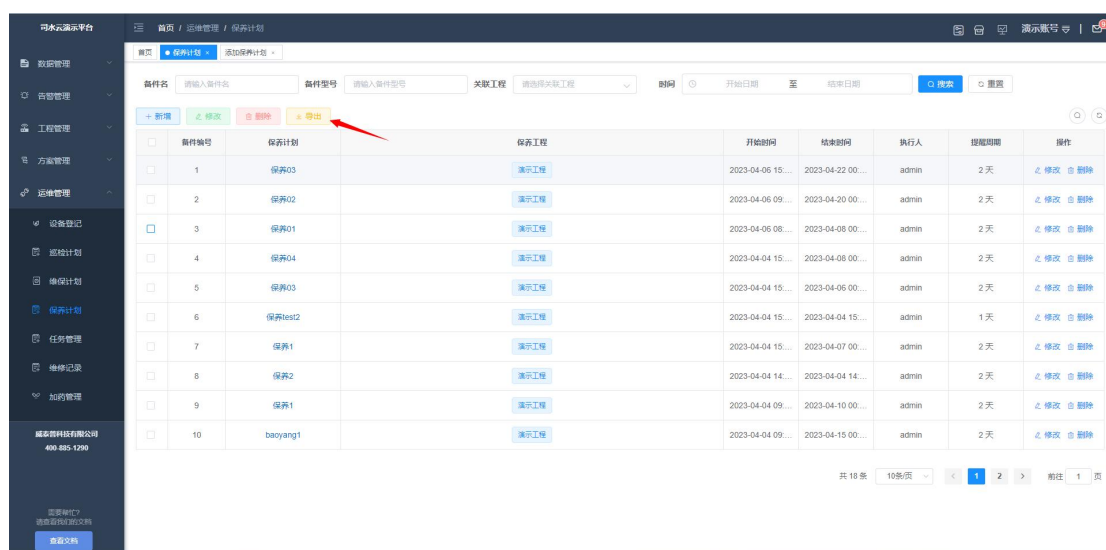 司水云演示平台
首页 / 运维管理 / 保养计划
演示账号
首页 保养计划 × 添加保养计划 ×
数据管理
告警管理
工程管理
方案管理
运维管理
设备登记
巡检计划
维保计划
保养计划
任务管理
维修记录
加药管理
威泰普科技有限公司
400-885-1290
需要帮忙?
请查看我们的文档
查看文档
备件名 请输入备件名 备件型号 请输入备件型号 关联工程 请选择关联工程 时间 开始日期 至 结束日期 搜索 重置
+ 新增 修改 删除 导出
备件编号 保养计划 保养工程 开始时间 结束时间 执行人 提醒周期 操作
1 保养03 演示工程 2023-04-06 15:... 2023-04-22 00:... admin 2 天 修改 删除
2 保养02 演示工程 2023-04-06 09:... 2023-04-20 00:... admin 2 天 修改 删除
3 保养01 演示工程 2023-04-06 08:... 2023-04-08 00:... admin 2 天 修改 删除
4 保养04 演示工程 2023-04-04 15:... 2023-04-08 00:... admin 2 天 修改 删除
5 保养03 演示工程 2023-04-04 15:... 2023-04-06 00:... admin 2 天 修改 删除
6 保养test2 演示工程 2023-04-04 15:... 2023-04-04 15:... admin 1 天 修改 删除
7 保养1 演示工程 2023-04-04 15:... 2023-04-07 00:... admin 2 天 修改 删除
8 保养2 演示工程 2023-04-04 14:... 2023-04-04 14:... admin 2 天 修改 删除
9 保养1 演示工程 2023-04-04 09:... 2023-04-10 00:... admin 2 天 修改 删除
10 baoyang1 演示工程 2023-04-04 09:... 2023-04-15 00:... admin 2 天 修改 删除
共 18 条 10条/页 < 1 2 > 前往 1 页